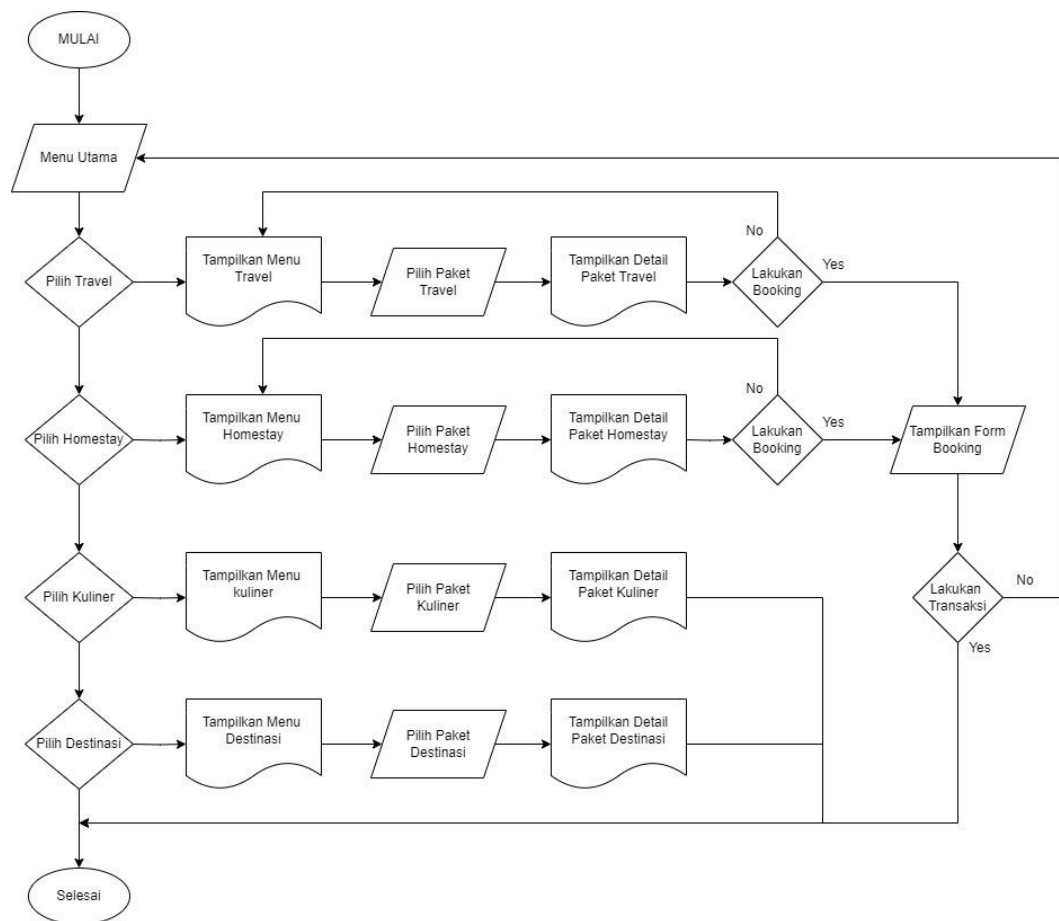 MULAI
Menu Utama
Pilih Travel
Tampilkan Menu
Travel
Pilih Paket
Travel
Tampilkan Detail
Paket Travel
No
Lakukan
Booking
Yes
Pilih Homestay
Tampilkan Menu
Homestay
Pilih Paket
Homestay
Tampilkan Detail
Paket Homestay
No
Lakukan
Booking
Yes
Tampilkan Form
Booking
Pilih Kuliner
Tampilkan Menu
kuliner
Pilih Paket
Kuliner
Tampilkan Detail
Paket Kuliner
Lakukan
Transaksi
No
Yes
Pilih Destinasi
Tampilkan Menu
Destinasi
Pilih Paket
Destinasi
Tampilkan Detail
Paket Destinasi
Selesai